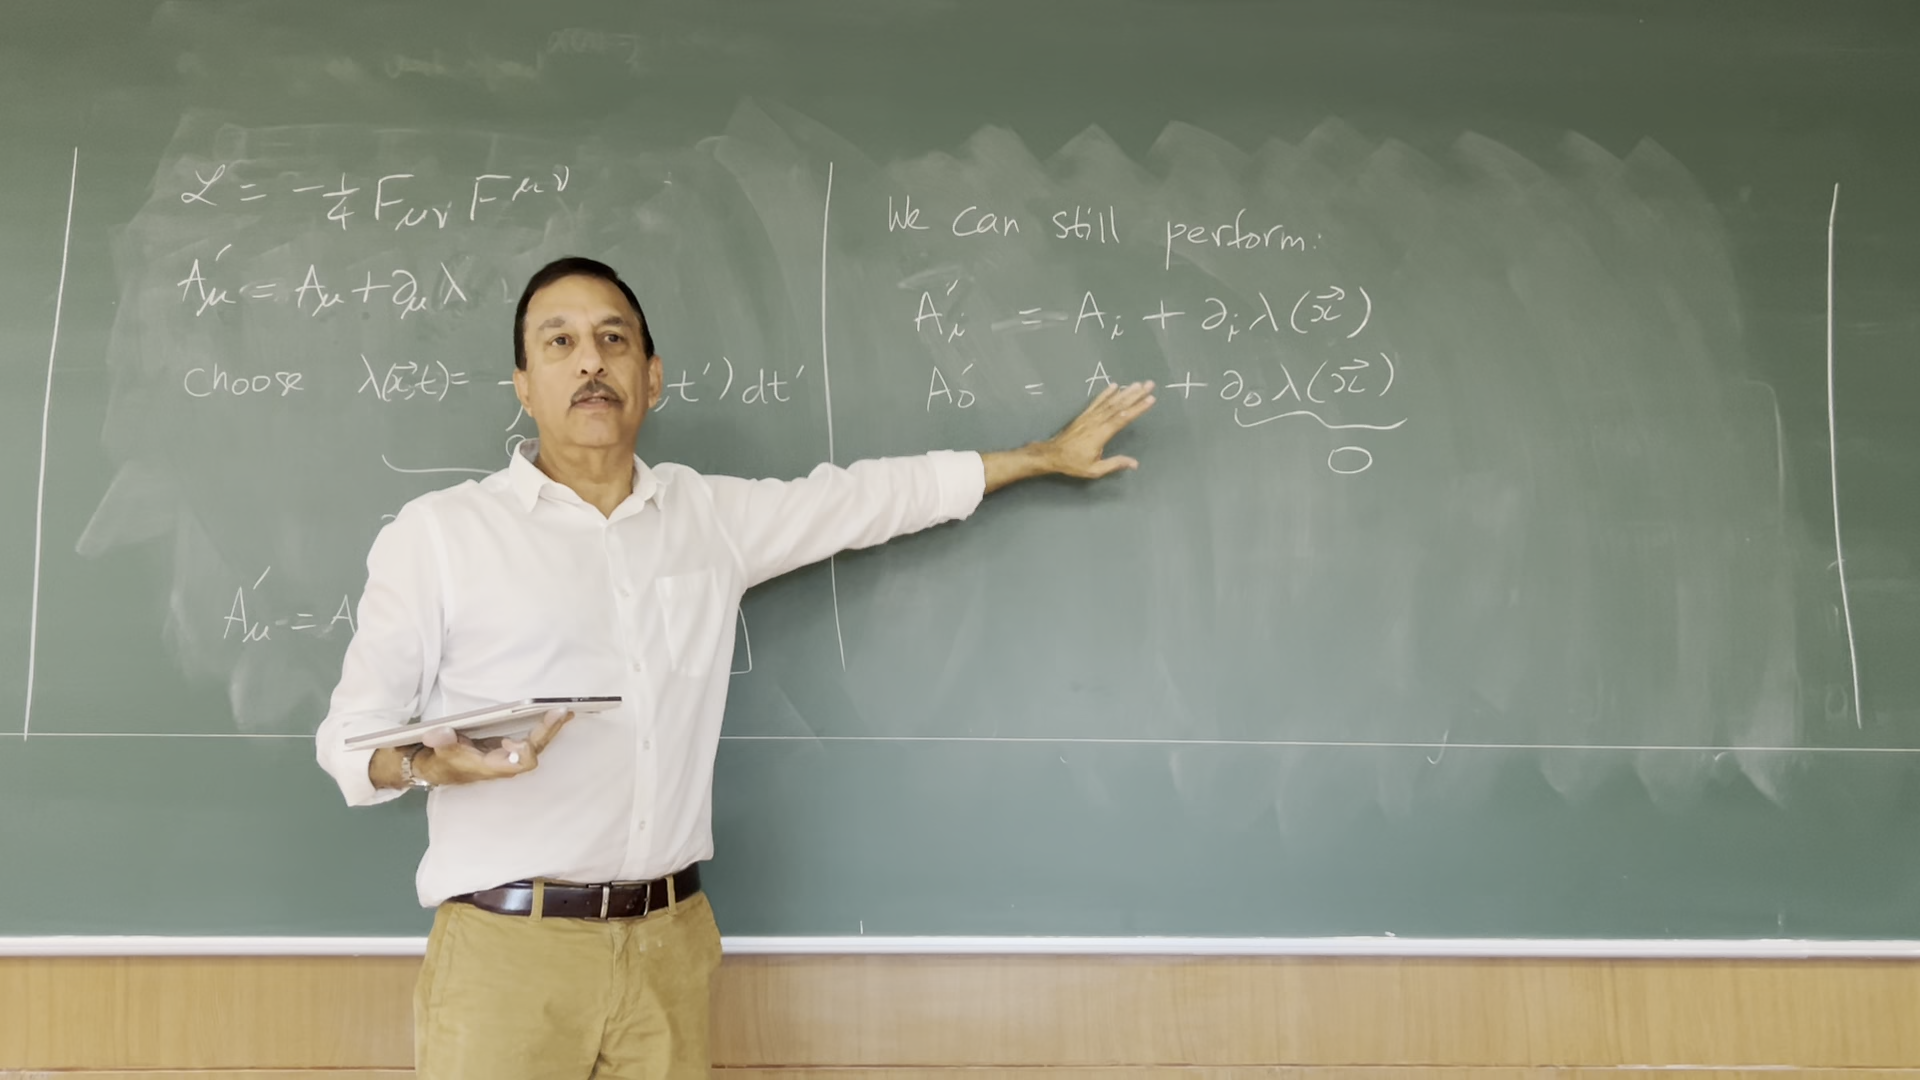 ℒ = -1/4 F_μν F^μν
A'_μ = A_μ + ∂_μ λ
Choose λ(x⃗,t) = ,t')dt'
A'_μ = A
We can still perform:
A'_i = A_i + ∂_i λ(x⃗)
A'_0 = A + ∂_0 λ(x⃗)
0